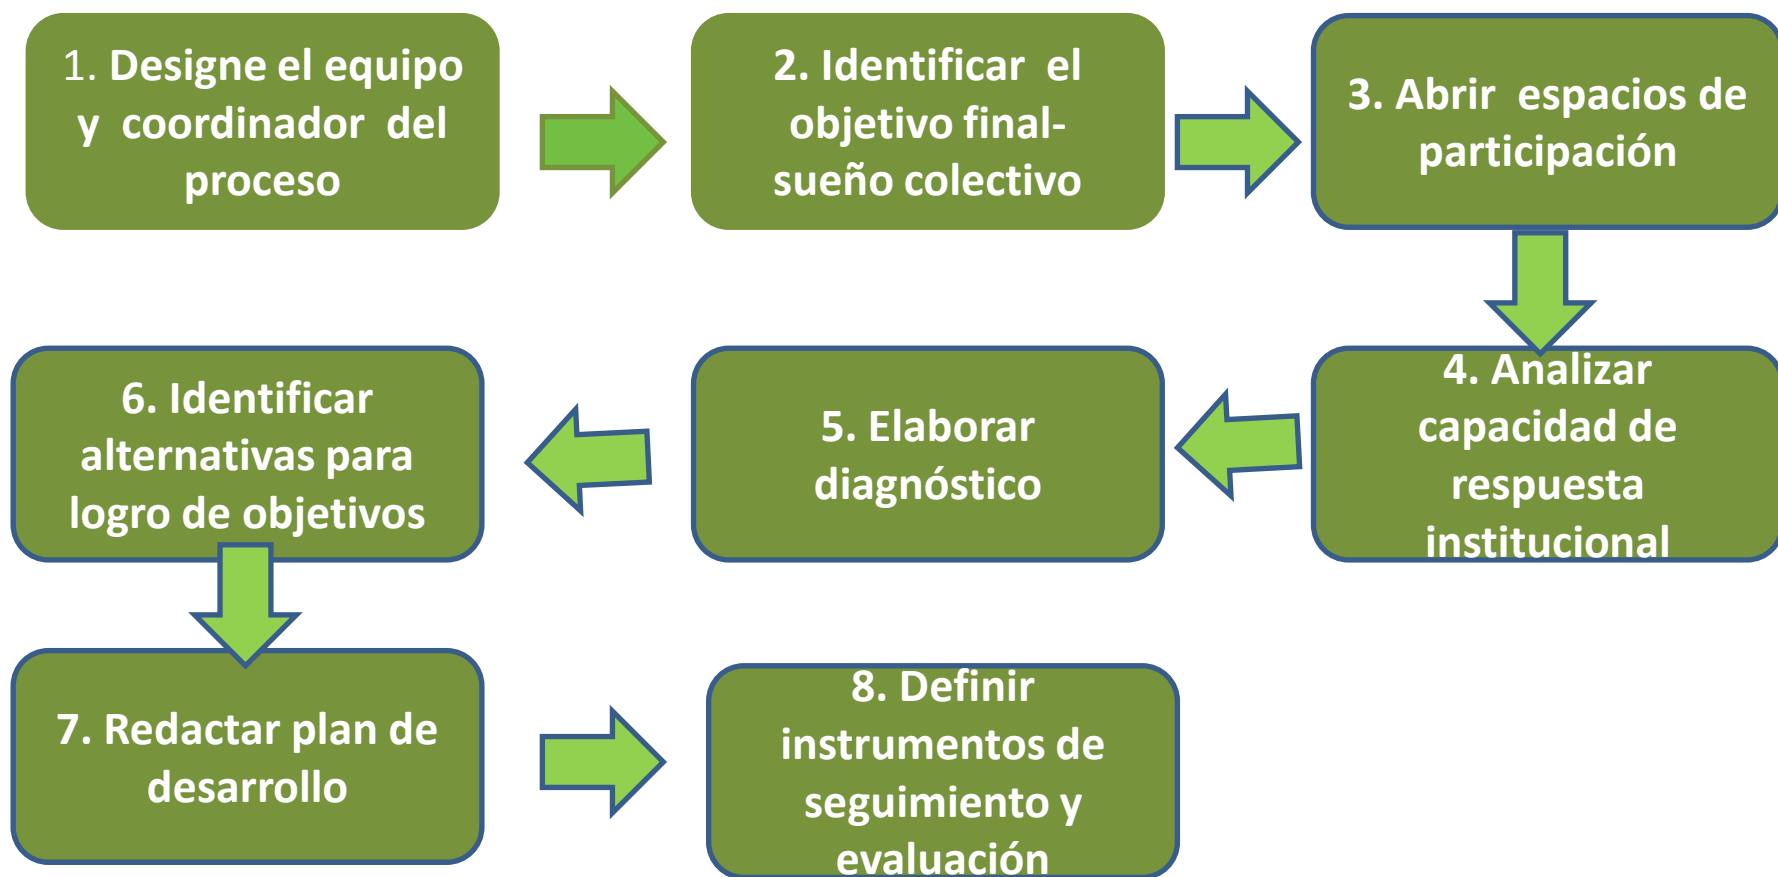 1. Designe el equipo
y coordinador del
proceso
2. Identificar el
objetivo final-
sueño colectivo
3. Abrir espacios de
participación
4. Analizar
capacidad de
respuesta
institucional
5. Elaborar
diagnóstico
6. Identificar
alternativas para
logro de objetivos
7. Redactar plan de
desarrollo
8. Definir
instrumentos de
seguimiento y
evaluación